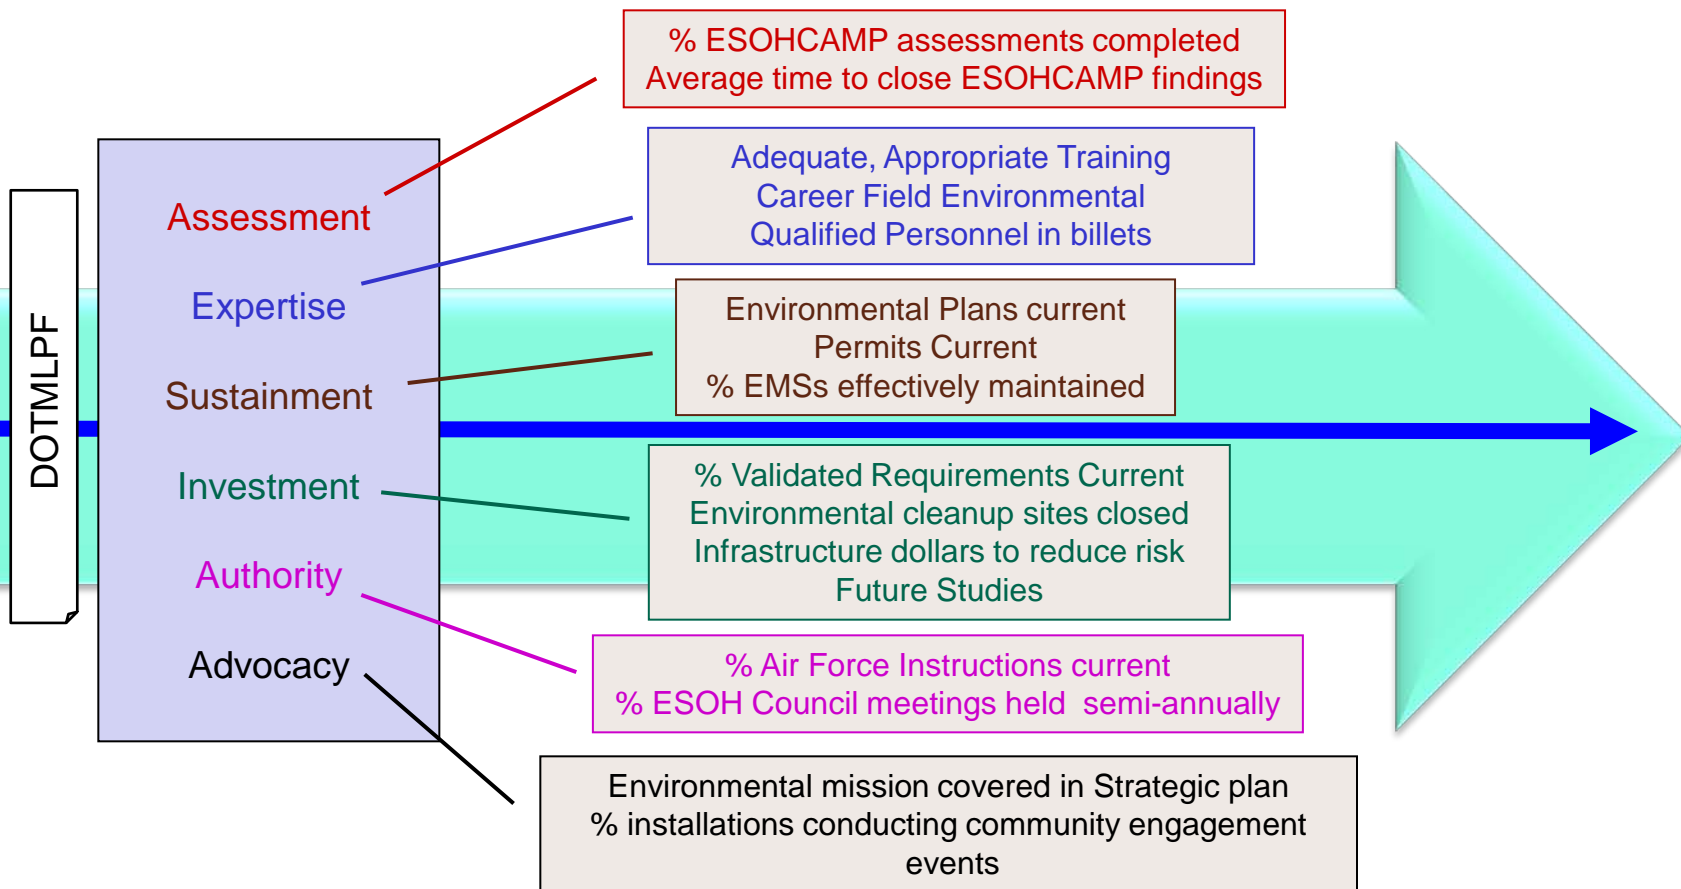 DOTMLPF
Assessment
Expertise
Sustainment
Investment
Authority
Advocacy
% ESOHCAMP assessments completed
Average time to close ESOHCAMP findings
Adequate, Appropriate Training
Career Field Environmental
Qualified Personnel in billets
Environmental Plans current
Permits Current
% EMSs effectively maintained
% Validated Requirements Current
Environmental cleanup sites closed
Infrastructure dollars to reduce risk
Future Studies
% Air Force Instructions current
% ESOH Council meetings held  semi-annually
Environmental mission covered in Strategic plan
% installations conducting community engagement
events